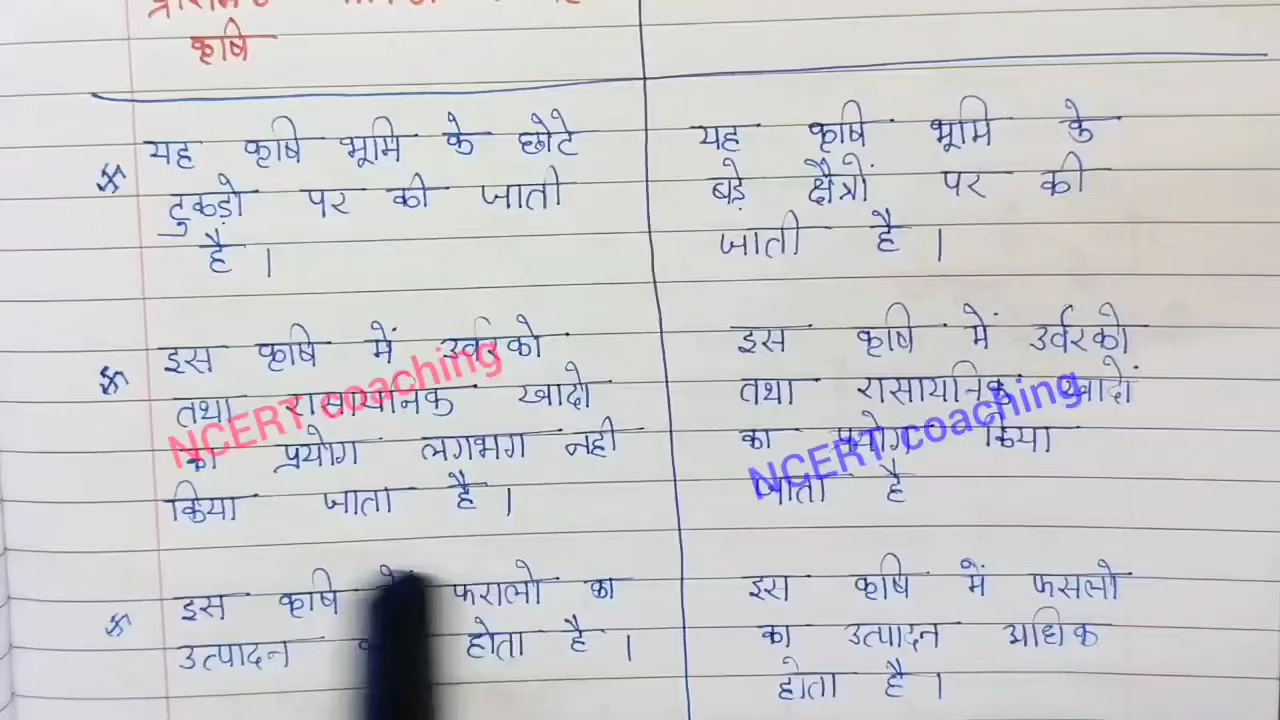 कृषि
यह कृषि भूमि के छोटे
टुकड़ो पर की जाती
है ।
इस कृषि में उर्वरको
तथा रासायनिक खादो
का प्रयोग लगभग नही
किया जाता है ।
इस कृषि फसलो का
उत्पादन होता है ।
यह कृषि भूमि के
बड़े क्षैत्रों पर की
जाती है ।
इस कृषि में उर्वरको
तथा रासायनिक खादों
का प्रयोग किया
जाता है
इस कृषि में फसलो
का उत्पादन अधिक
होता है ।
NCERT coaching
NCERT coaching